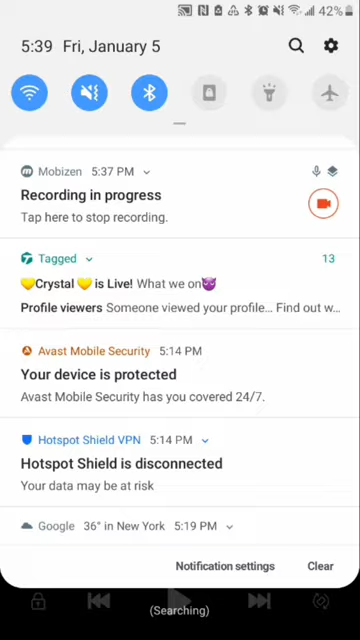 42%
5:39 Fri, January 5
Mobizen 5:37 PM
Recording in progress
Tap here to stop recording.
Tagged 13
💛Crystal 💛 is Live! What we on😈
Profile viewers Someone viewed your profile... Find out w...
Avast Mobile Security 5:14 PM
Your device is protected
Avast Mobile Security has you covered 24/7.
Hotspot Shield VPN 5:14 PM
Hotspot Shield is disconnected
Your data may be at risk
Google 36° in New York 5:19 PM
Notification settings Clear
(Searching)